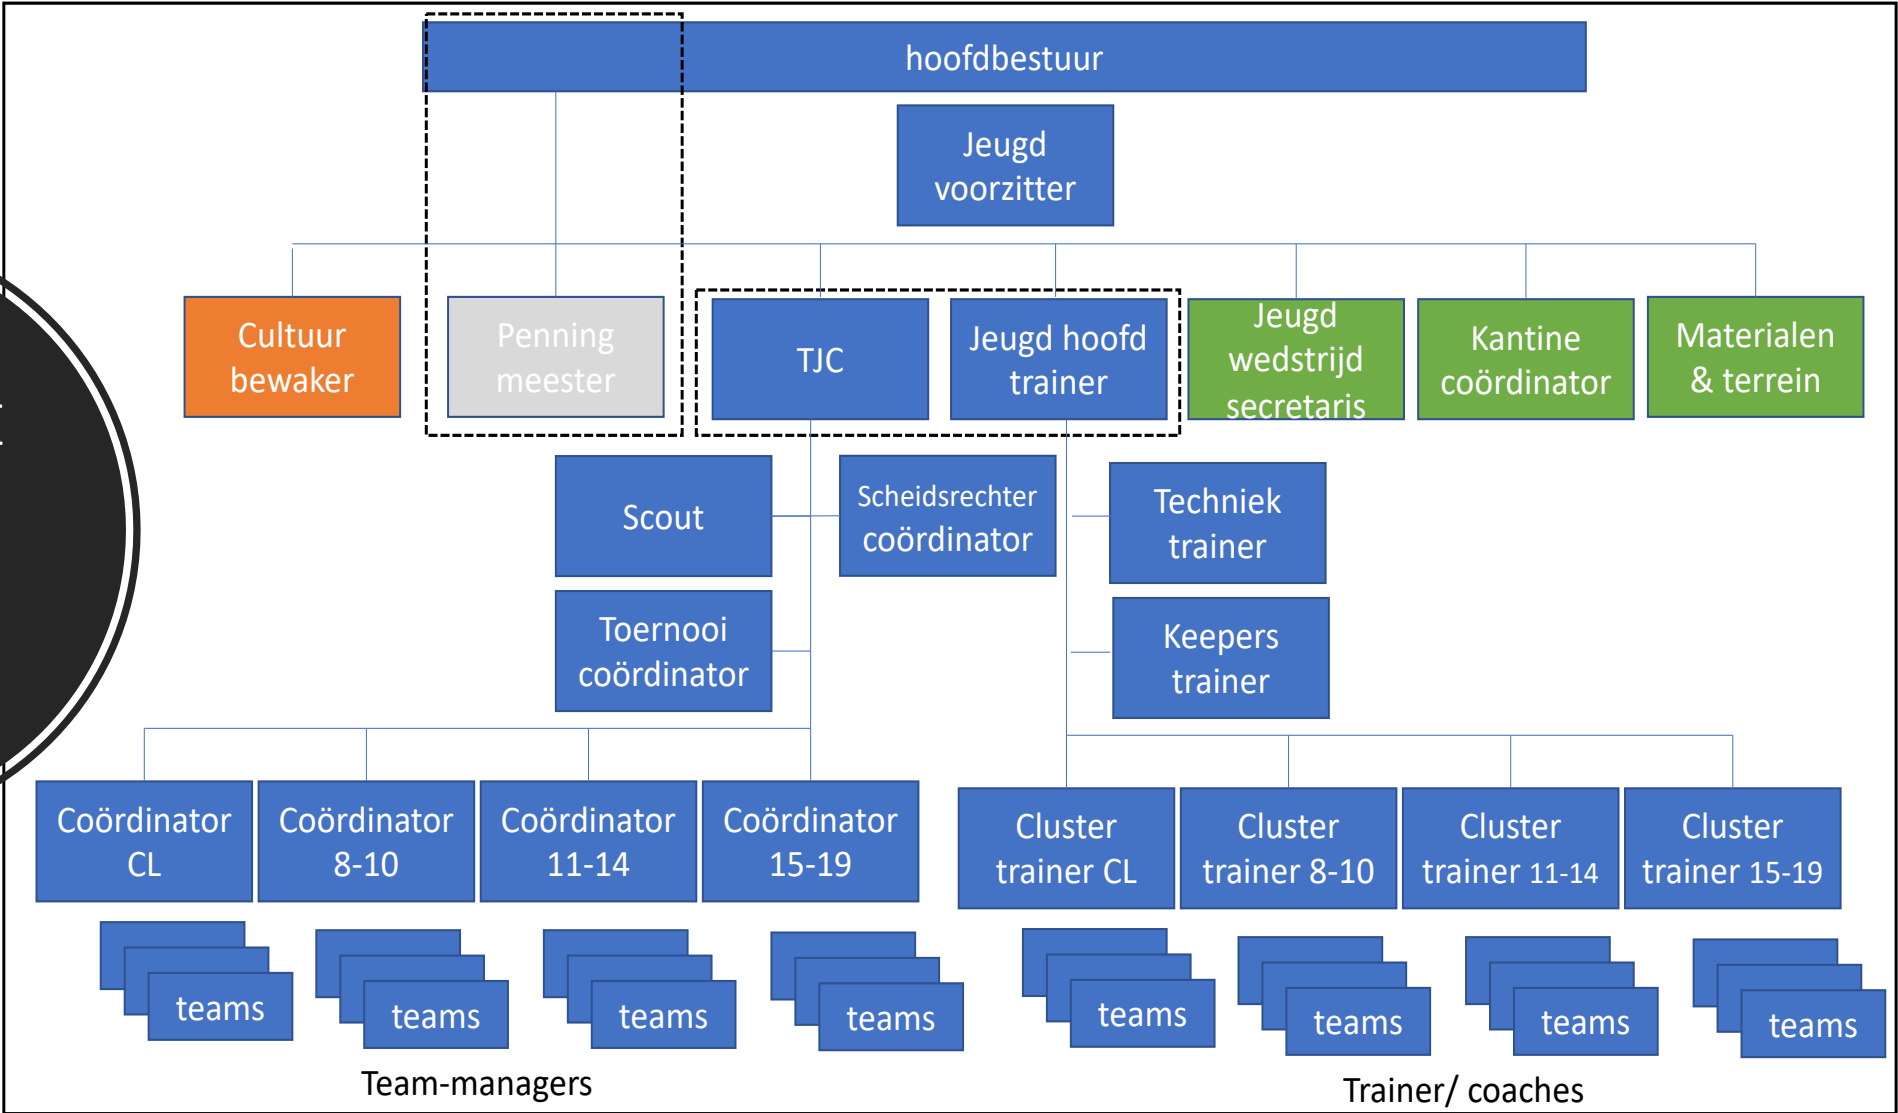 hoofdbestuur
Jeugd
voorzitter
Cultuur
bewaker
Penning
meester
TJC
Jeugd hoofd
trainer
Jeugd
wedstrijd
secretaris
Kantine
coördinator
Materialen
& terrein
Scout
Scheidsrechter
coördinator
Techniek
trainer
Toernooi
coördinator
Keepers
trainer
Coördinator
CL
Coördinator
8-10
Coördinator
11-14
Coördinator
15-19
Cluster
trainer CL
Cluster
trainer 8-10
Cluster
trainer 11-14
Cluster
trainer 15-19
teams
teams
teams
teams
teams
teams
teams
teams
Team-managers
Trainer/ coaches